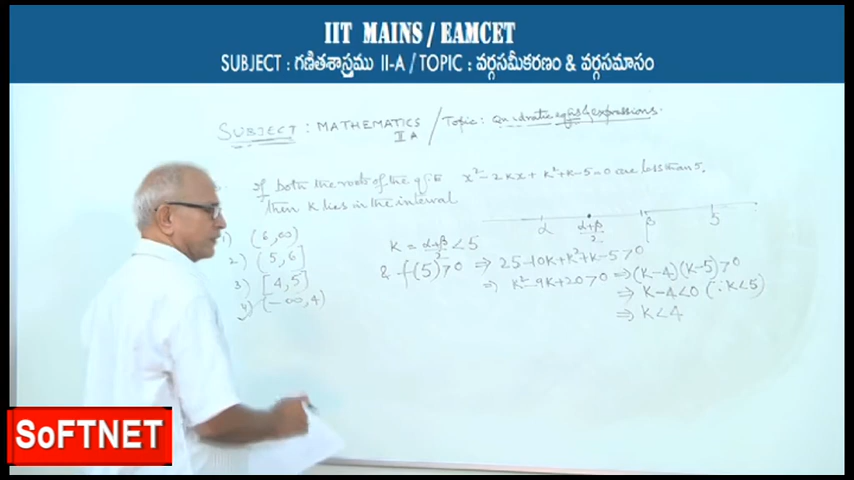 IIT MAINS / EAMCET
SUBJECT : గణితశాస్త్రము II-A / TOPIC : వర్గసమీకరణం & వర్గసమాసం
SUBJECT : MATHEMATICS / Topic: Quadratic eqns & expressions.
II A
If both the roots of the q.E x²-2Kx+K²+K-5=0 are less than 5,
then K lies in the interval
1) (6,∞)
2) (5,6]
3) [4,5]
4) (-∞,4)
α α+β/2 β 5
K = α+β/2 < 5
& f(5)>0 ⇒ 25-10K+K²+K-5>0
⇒ K²-9K+20>0 ⇒ (K-4)(K-5)>0
⇒ K-4<0 (∵K<5)
⇒ K<4
SoFTNET